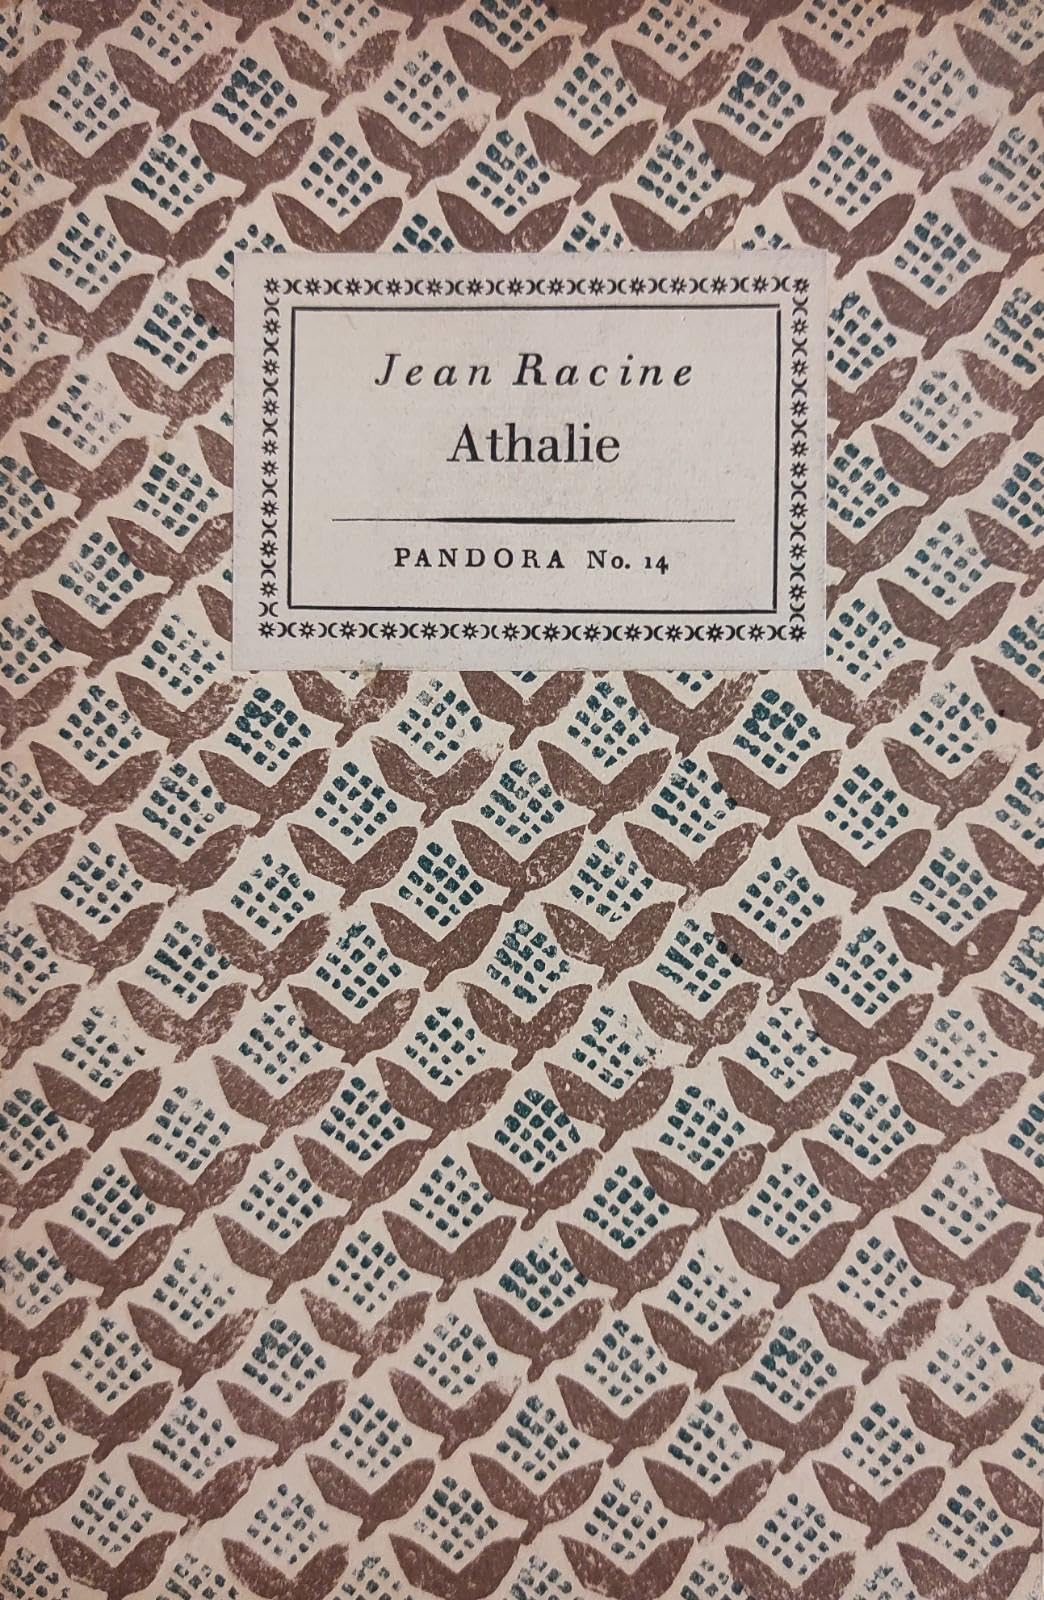 Jean Racine
Athalie
PANDORA No. 14